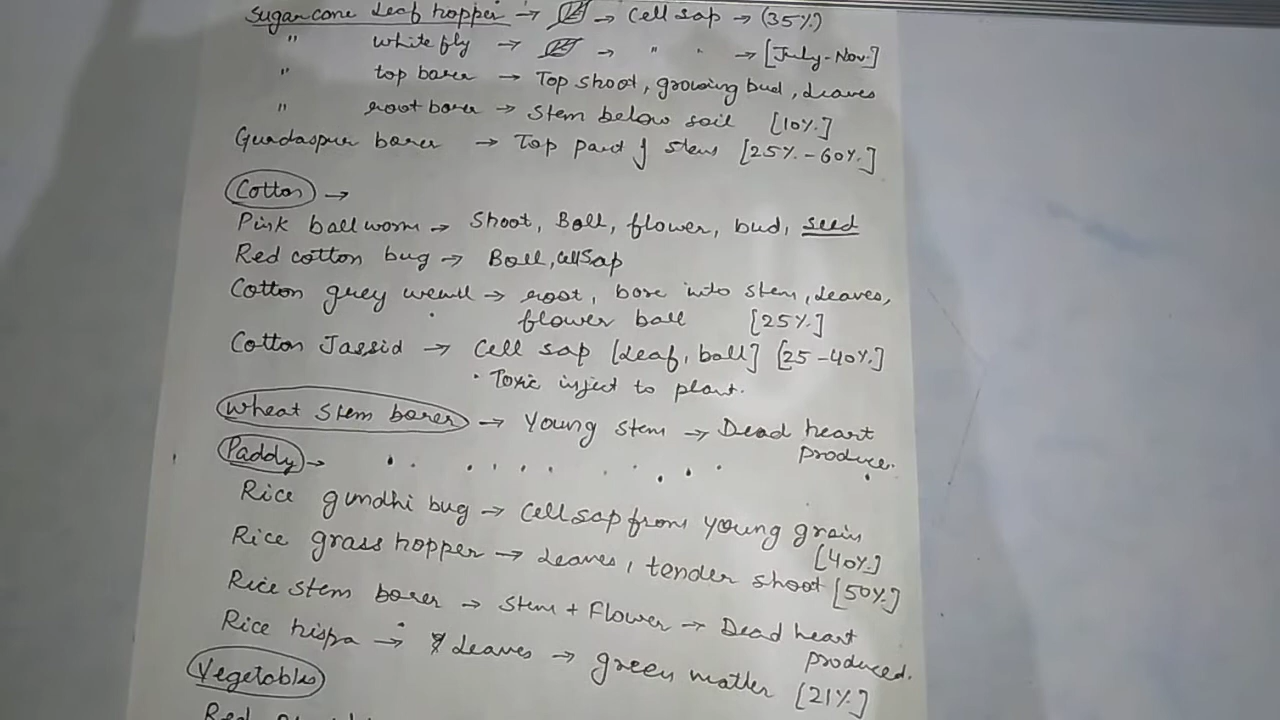 Sugarcane Leaf hopper → → Cell sap → (35%)
" white fly → → " " → [July-Nov.]
" top borer → Top shoot, growing bud, Leaves
" root borer → Stem below soil [10%.]
Gurdaspur borer → Top part of stem [25%.-60%.]
Cotton →
Pink ball worm → Shoot, Boll, flower, bud, seed
Red cotton bug → Boll, cell sap
Cotton grey weevil → root, bore into stem, Leaves,
flower ball [25%.]
Cotton Jassid → Cell sap [Leaf, ball] [25-40%.]
· Toxic inject to plant.
Wheat stem borer → Young stem → Dead heart
produce.
Paddy →
Rice gundhi bug → Cell sap from young grain
[40%.]
Rice grass hopper → Leaves, tender shoot [50%.]
Rice stem borer → Stem + Flower → Dead heart
produced.
Rice hispa → Leaves → green matter [21%.]
Vegetables
Red